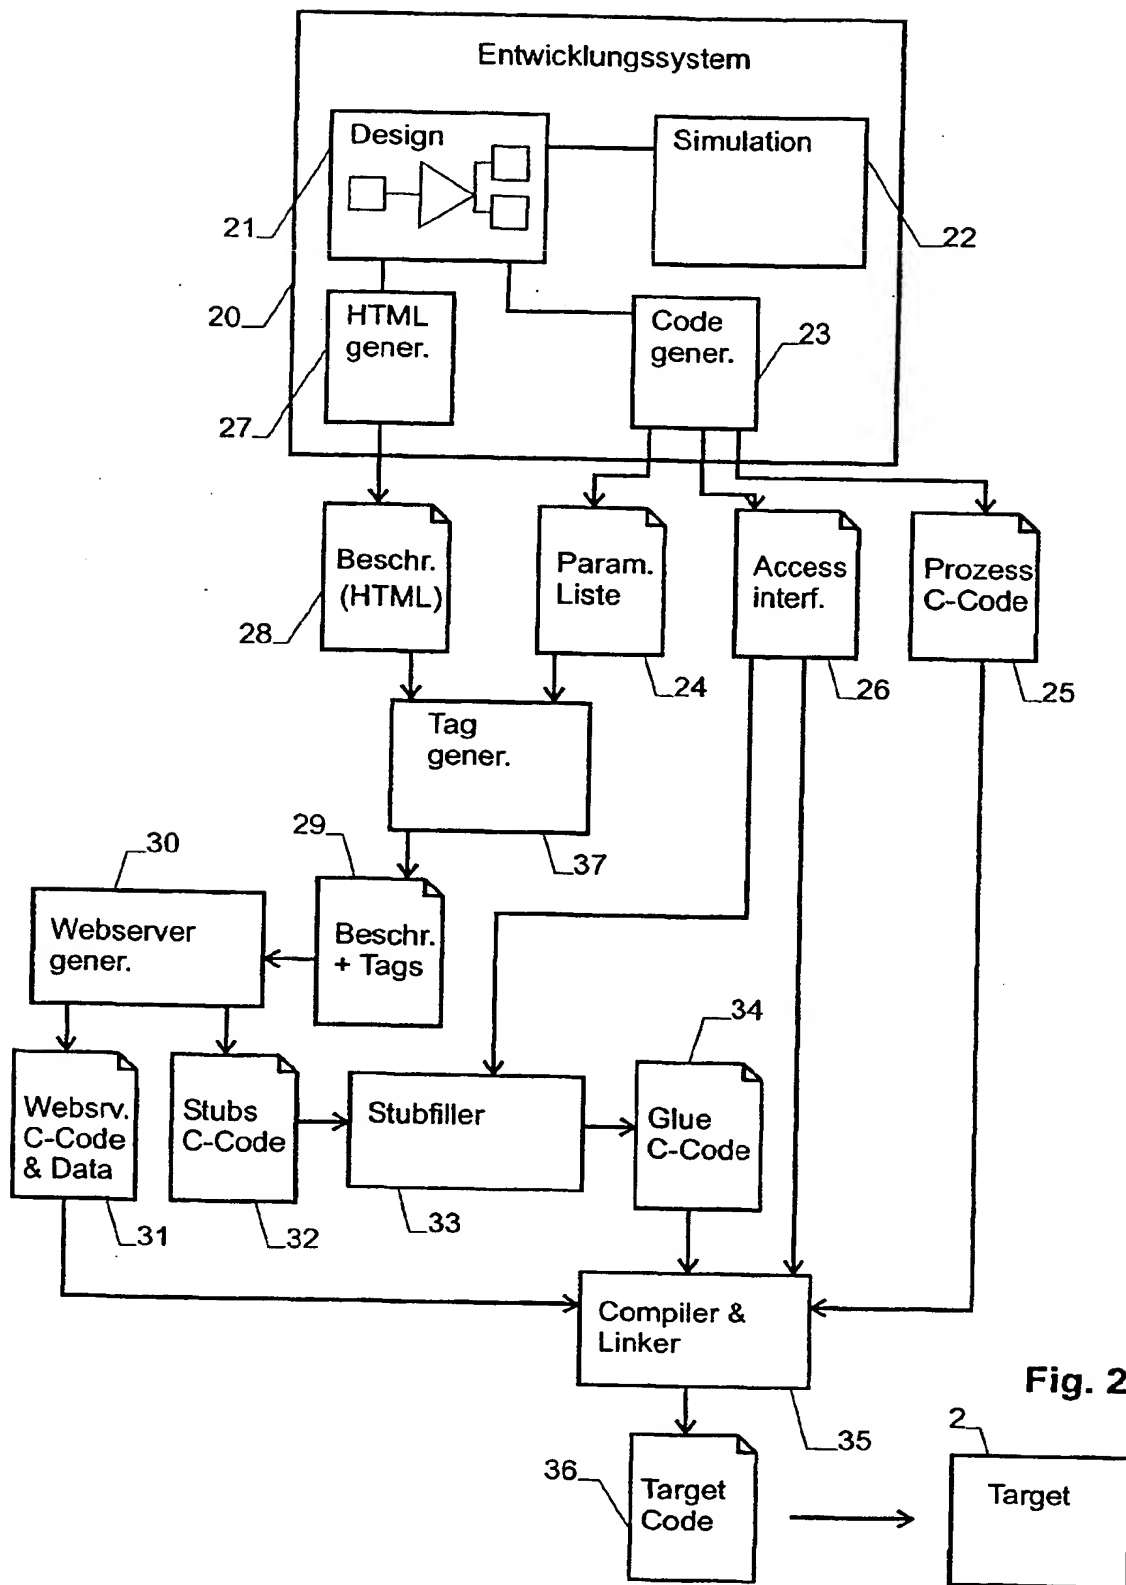 Entwicklungssystem
Design
Simulation
21
22
20
HTML
gener.
Code
gener.
23
27
Beschr.
(HTML)
Param.
Liste
Access
interf.
Prozess
C-Code
28
24
26
25
Tag
gener.
29
37
30
Webserver
gener.
Beschr.
+ Tags
34
Websrv.
C-Code
& Data
Stubs
C-Code
Stubfiller
Glue
C-Code
31
32
33
Compiler &
Linker
Fig. 2
35
2
36
Target
Code
Target